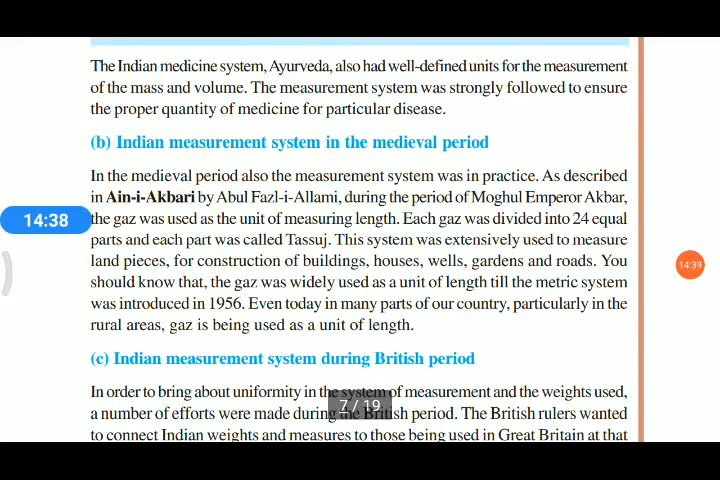 The Indian medicine system, Ayurveda, also had well-defined units for the measurement
of the mass and volume. The measurement system was strongly followed to ensure
the proper quantity of medicine for particular disease.
(b) Indian measurement system in the medieval period
In the medieval period also the measurement system was in practice. As described
in Ain-i-Akbari by Abul Fazl-i-Allami, during the period of Moghul Emperor Akbar,
14:38
the gaz was used as the unit of measuring length. Each gaz was divided into 24 equal
parts and each part was called Tassuj. This system was extensively used to measure
land pieces, for construction of buildings, houses, wells, gardens and roads. You
14:39
should know that, the gaz was widely used as a unit of length till the metric system
was introduced in 1956. Even today in many parts of our country, particularly in the
rural areas, gaz is being used as a unit of length.
(c) Indian measurement system during British period
In order to bring about uniformity in the system of measurement and the weights used,
7 / 19
a number of efforts were made during the British period. The British rulers wanted
to connect Indian weights and measures to those being used in Great Britain at that